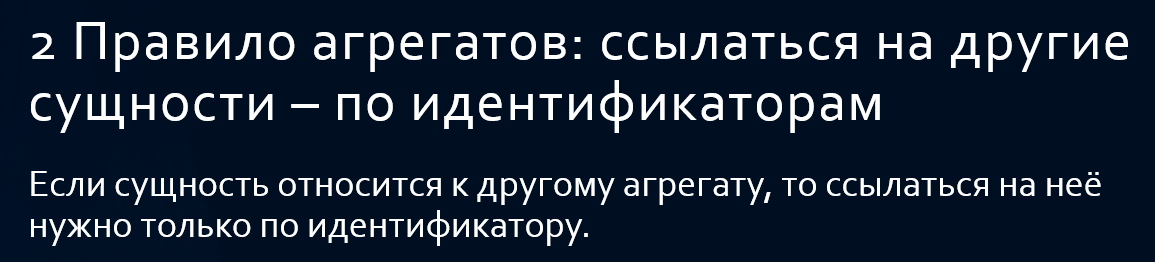 2 Правило агрегатов: ссылаться на другие
сущности – по идентификаторам
Если сущность относится к другому агрегату, то ссылаться на неё
нужно только по идентификатору.